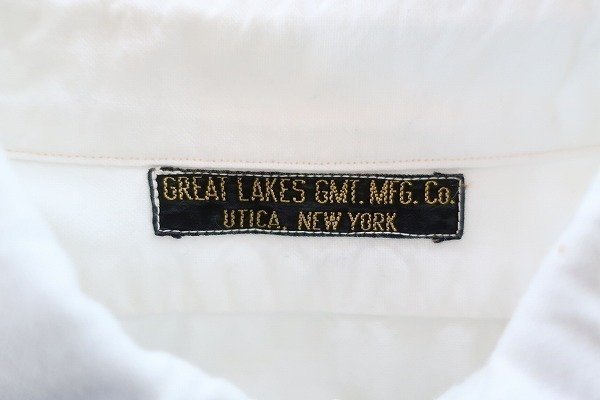 GREAT LAKES GMT. MFG. Co.
UTICA, NEW YORK